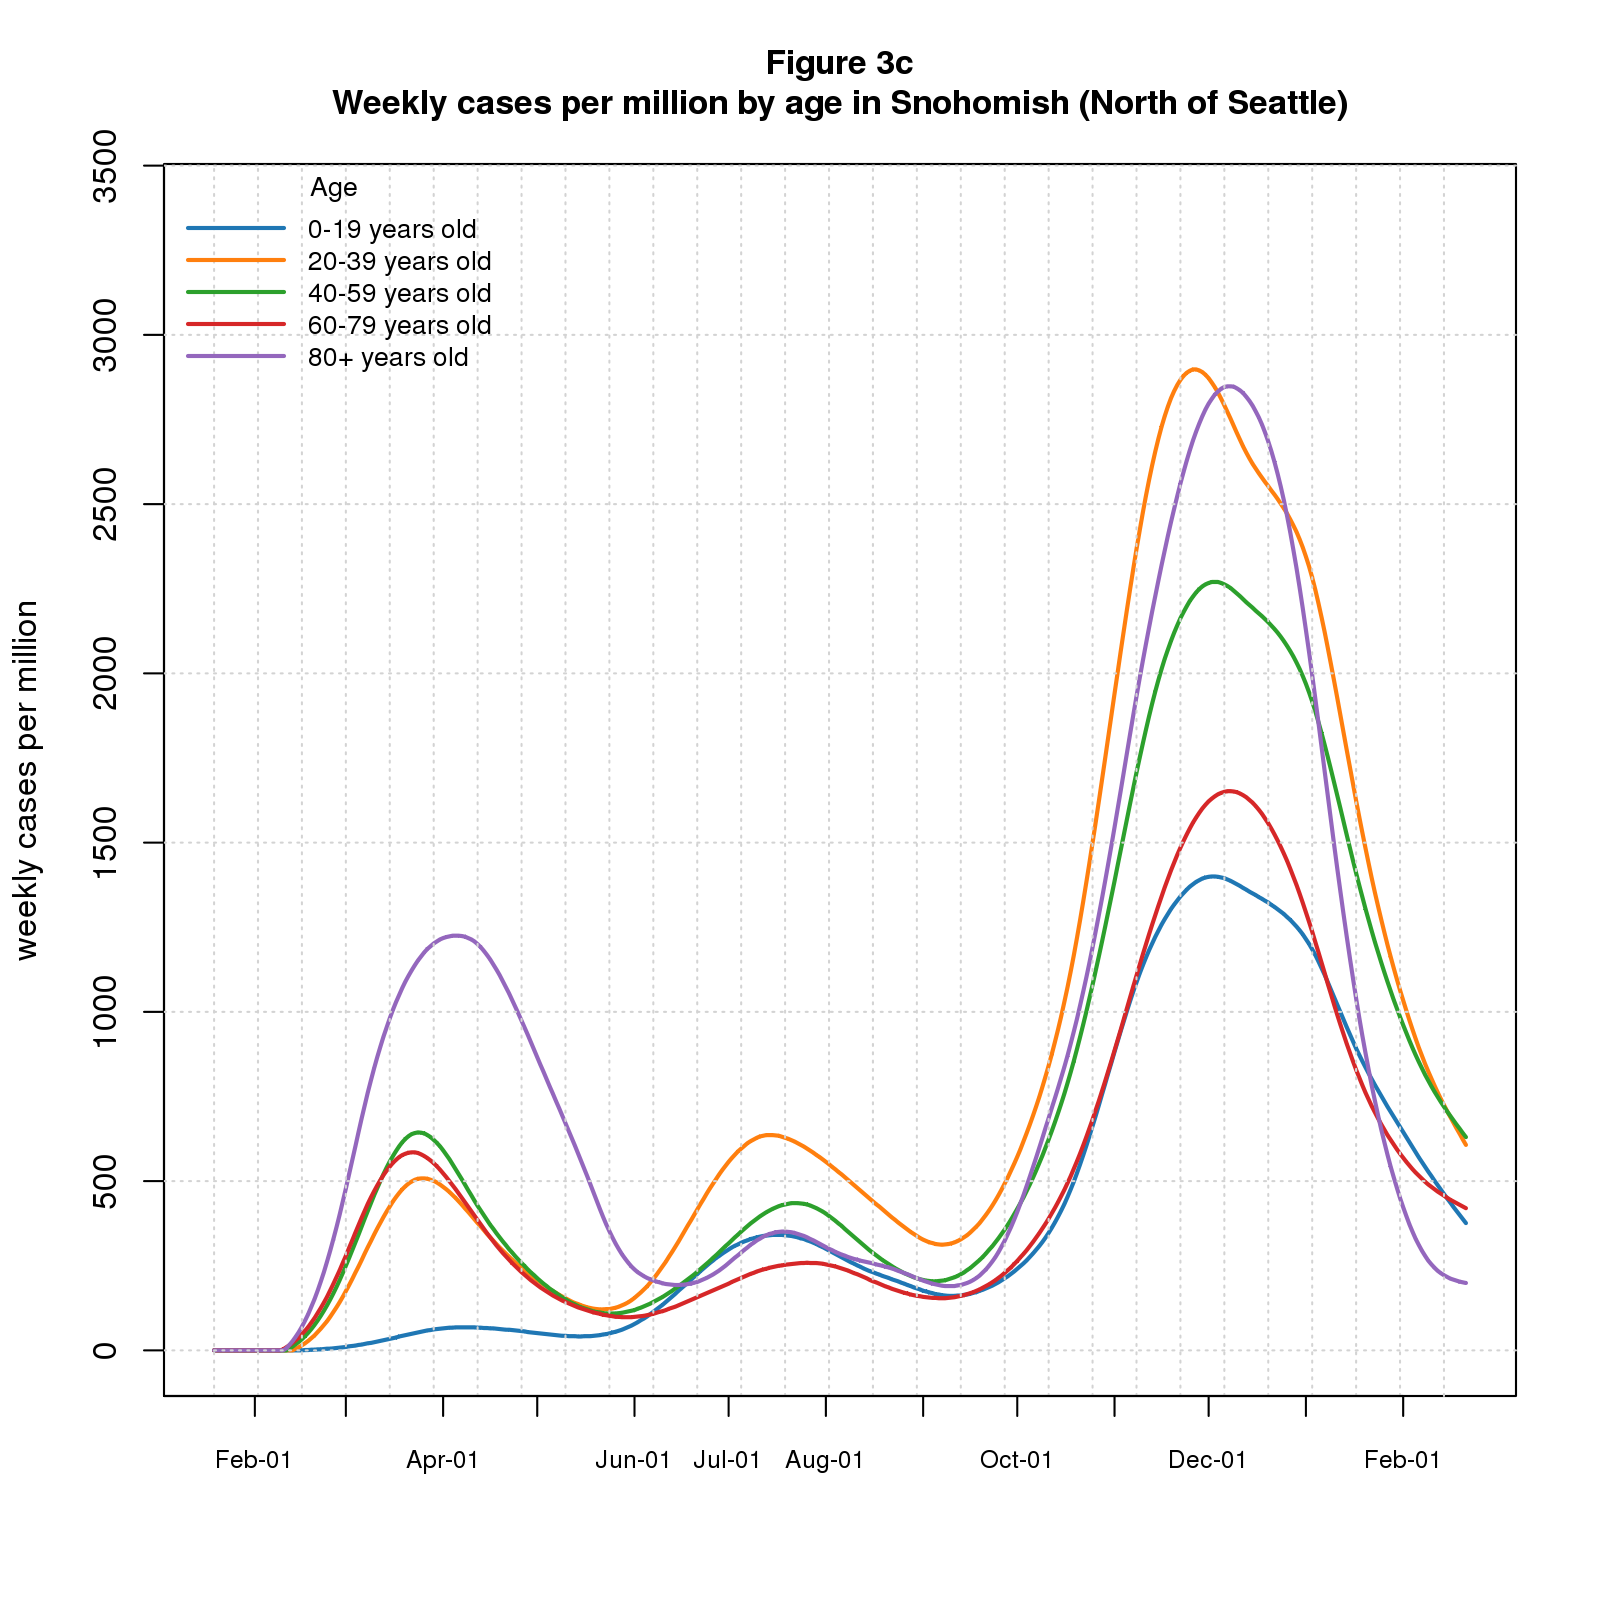 Figure 3c
Weekly cases per million by age in Snohomish (North of Seattle)
weekly cases per million
3500
3000
2500
2000
1500
1000
500
0
Age
0-19 years old
20-39 years old
40-59 years old
60-79 years old
80+ years old
Feb-01 Apr-01 Jun-01 Jul-01 Aug-01 Oct-01 Dec-01 Feb-01